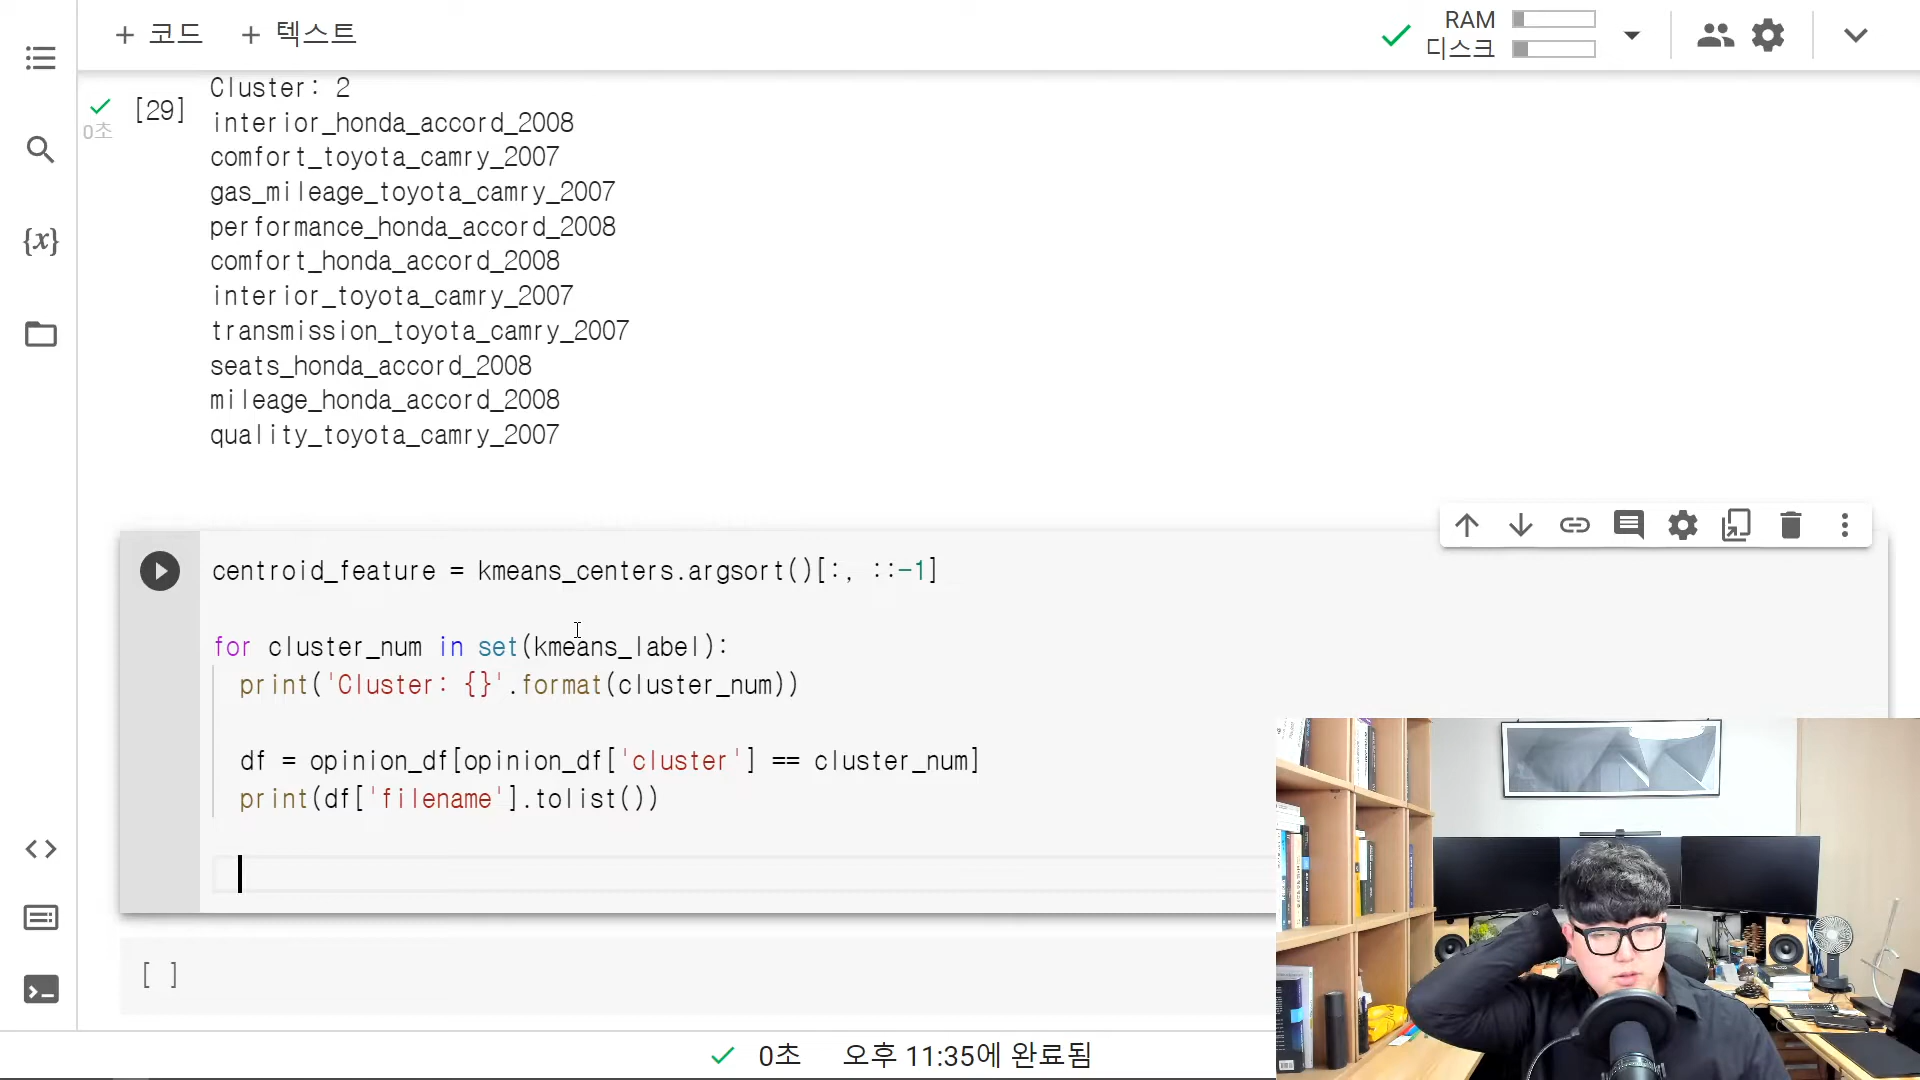 + 코드 + 텍스트
RAM
디스크
[29]
0초
Cluster: 2
interior_honda_accord_2008
comfort_toyota_camry_2007
gas_mileage_toyota_camry_2007
performance_honda_accord_2008
comfort_honda_accord_2008
interior_toyota_camry_2007
transmission_toyota_camry_2007
seats_honda_accord_2008
mileage_honda_accord_2008
quality_toyota_camry_2007
{x}
centroid_feature = kmeans_centers.argsort()[:, ::-1]
for cluster_num in set(kmeans_label):
print('Cluster: {}'.format(cluster_num))
df = opinion_df[opinion_df['cluster'] == cluster_num]
print(df['filename'].tolist())
[ ]
0초 오후 11:35에 완료됨